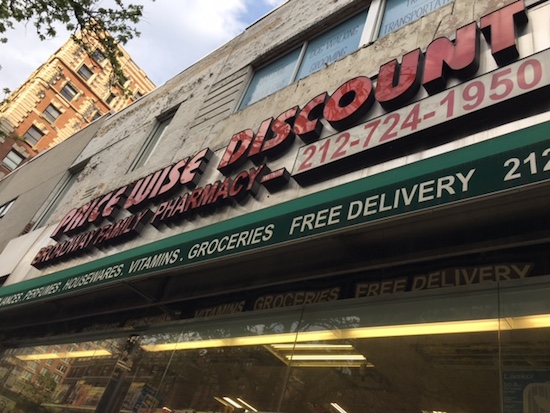 TRANSPORTAT
PRICE WISE DISCOUNT
BROADWAY FAMILY PHARMACY 212-724-1950
PERFUMES. HOUSEWARES. VITAMINS. GROCERIES FREE DELIVERY 212
VITAMINS. GROCERIES FREE DELIVERY